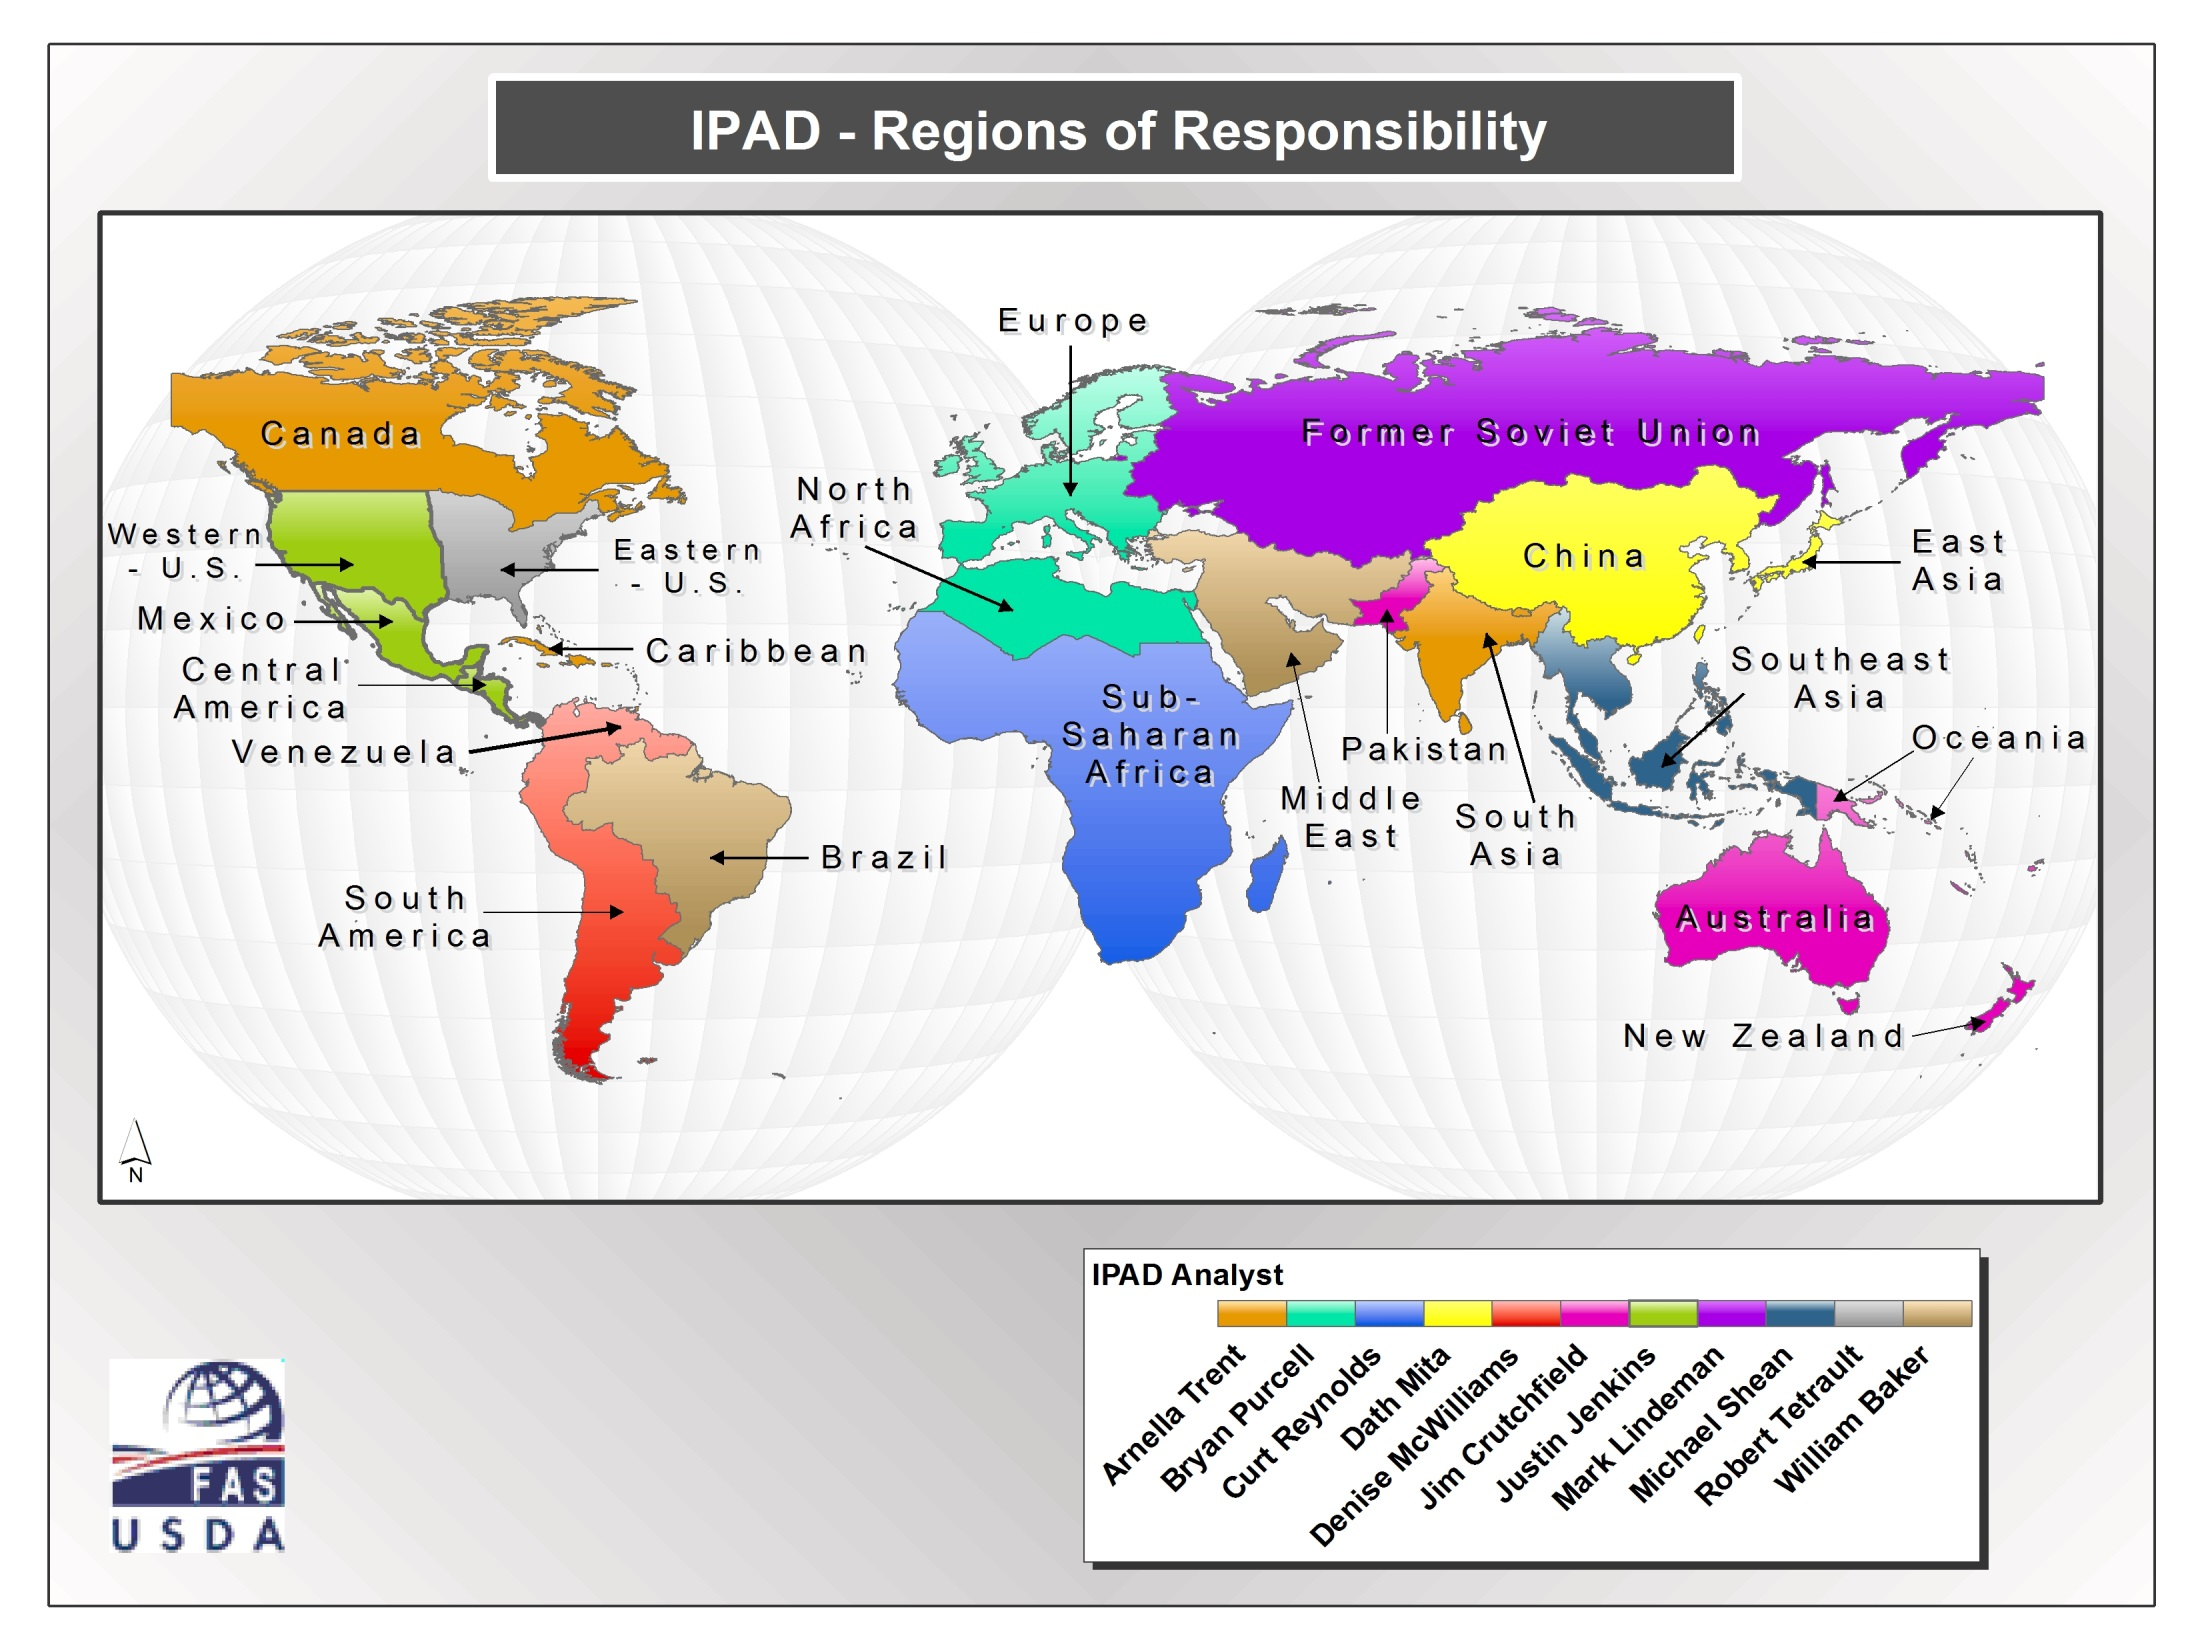 IPAD - Regions of Responsibility
Europe
Canada
Former Soviet Union
North
Africa
Western
- U.S.
Eastern
- U.S.
China
East
Asia
Mexico
Caribbean
Central
America
Southeast
Asia
Sub-
Saharan
Africa
Venezuela
Pakistan
Oceania
Middle
East
South
Asia
Brazil
South
America
Australia
New Zealand
N
IPAD Analyst
Arnella Trent
Bryan Purcell
Curt Reynolds
Dath Mita
Denise McWilliams
Jim Crutchfield
Justin Jenkins
Mark Lindeman
Michael Shean
Robert Tetrault
William Baker
FAS
USDA